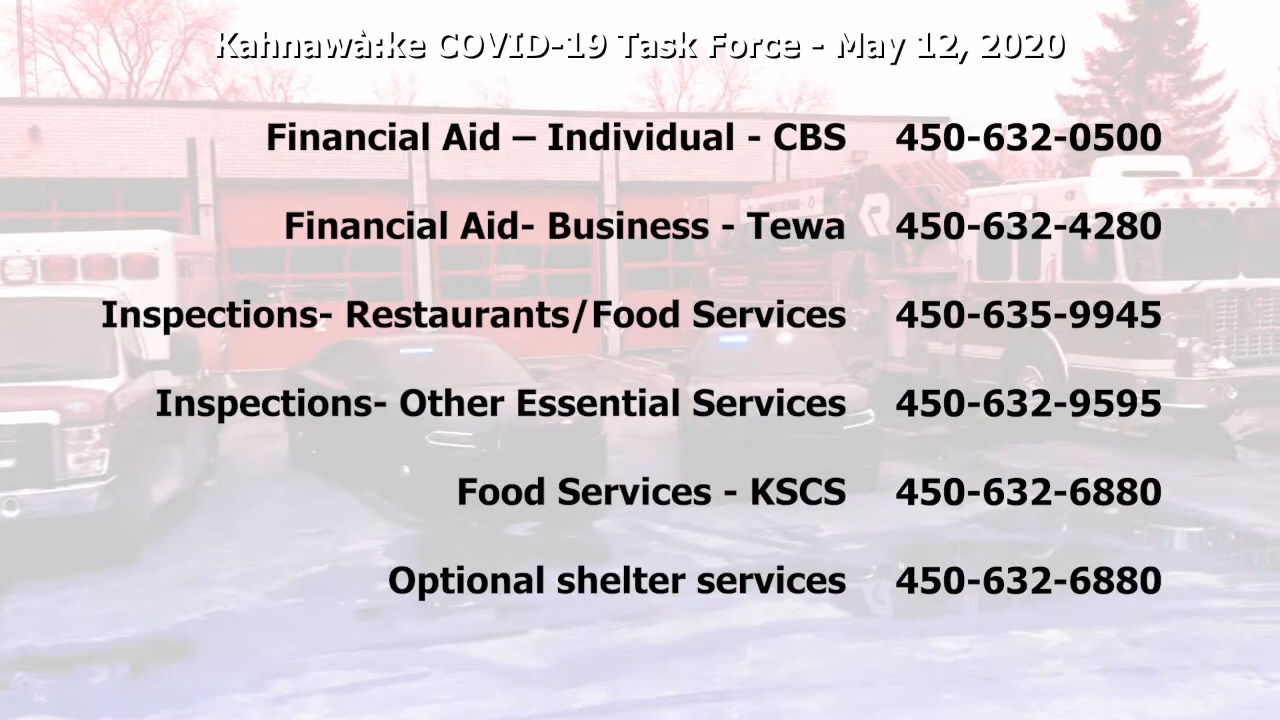 Kahnawà:ke COVID-19 Task Force - May 12, 2020
Financial Aid – Individual - CBS 450-632-0500
Financial Aid- Business - Tewa 450-632-4280
Inspections- Restaurants/Food Services 450-635-9945
Inspections- Other Essential Services 450-632-9595
Food Services - KSCS 450-632-6880
Optional shelter services 450-632-6880